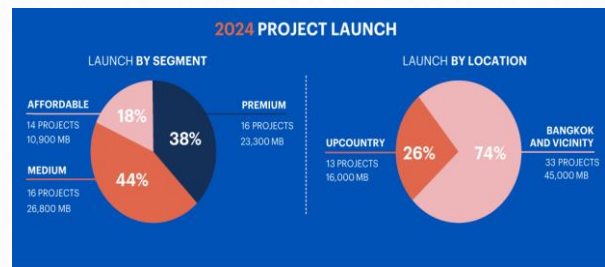 2024 PROJECT LAUNCH
LAUNCH BY SEGMENT
AFFORDABLE
14 PROJECTS
10,900 MB
18%
PREMIUM
16 PROJECTS
23,300 MB
38%
MEDIUM
16 PROJECTS
26,800 MB
44%
LAUNCH BY LOCATION
UPCOUNTRY
13 PROJECTS
16,000 MB
26%
74%
BANGKOK
AND VICINITY
33 PROJECTS
45,000 MB